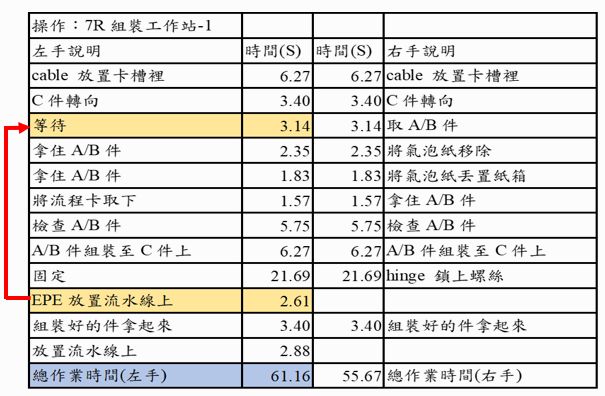 操作：7R 組裝工作站-1
左手說明 時間(S) 時間(S) 右手說明
cable 放置卡槽裡 6.27 6.27 cable 放置卡槽裡
C 件轉向 3.40 3.40 C 件轉向
等待 3.14 3.14 取 A/B 件
拿住 A/B 件 2.35 2.35 將氣泡紙移除
拿住 A/B 件 1.83 1.83 將氣泡紙丟置紙箱
將流程卡取下 1.57 1.57 拿住 A/B 件
檢查 A/B 件 5.75 5.75 檢查 A/B 件
A/B 件組裝至 C 件上 6.27 6.27 A/B 件組裝至 C 件上
固定 21.69 21.69 hinge 鎖上螺絲
EPE 放置流水線上 2.61
組裝好的件拿起來 3.40 3.40 組裝好的件拿起來
放置流水線上 2.88
總作業時間(左手) 61.16 55.67 總作業時間(右手)